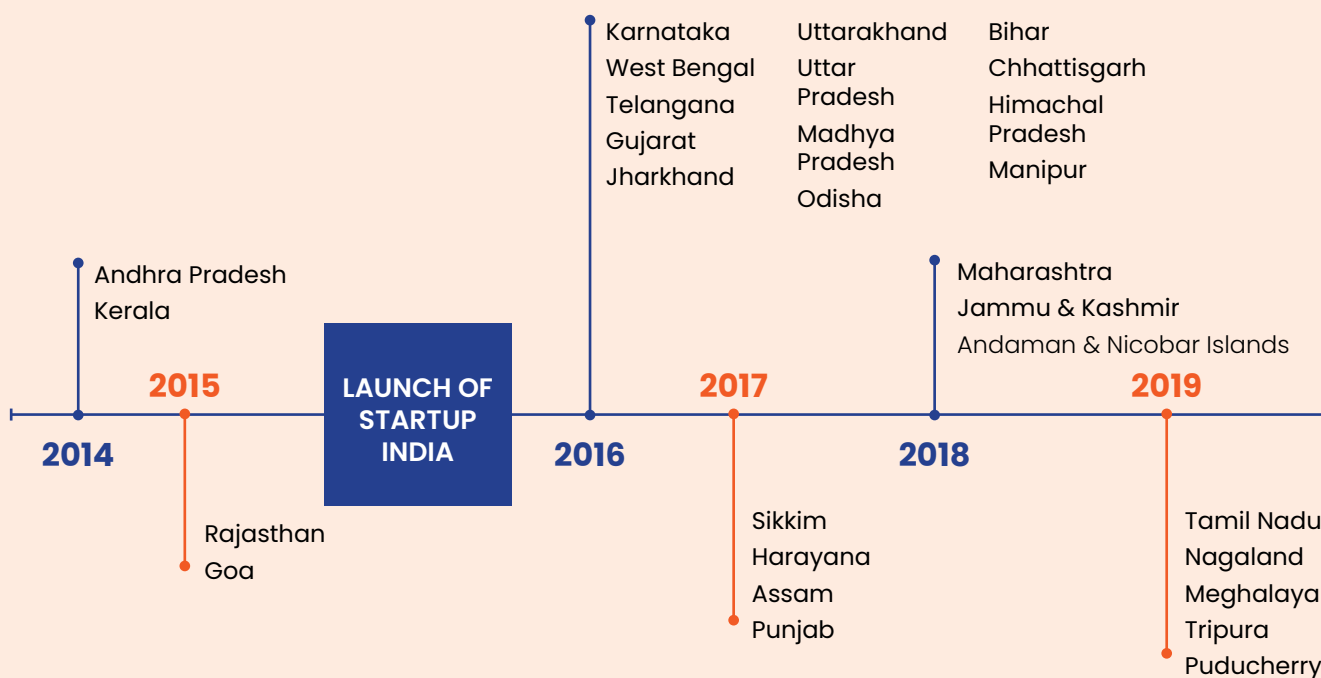 Karnataka
West Bengal
Telangana
Gujarat
Jharkhand
Uttarakhand
Uttar
Pradesh
Madhya
Pradesh
Odisha
Bihar
Chhattisgarh
Himachal
Pradesh
Manipur
Andhra Pradesh
Kerala
Maharashtra
Jammu & Kashmir
Andaman & Nicobar Islands
2015
LAUNCH OF
STARTUP
INDIA
2017
2019
2014
2016
2018
Rajasthan
Goa
Sikkim
Harayana
Assam
Punjab
Tamil Nadu
Nagaland
Meghalaya
Tripura
Puducherry